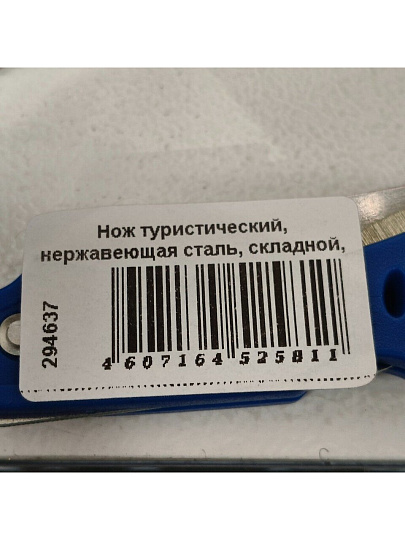 Нож туристический,
нержавеющая сталь, складной,
294637
4 607164 525811